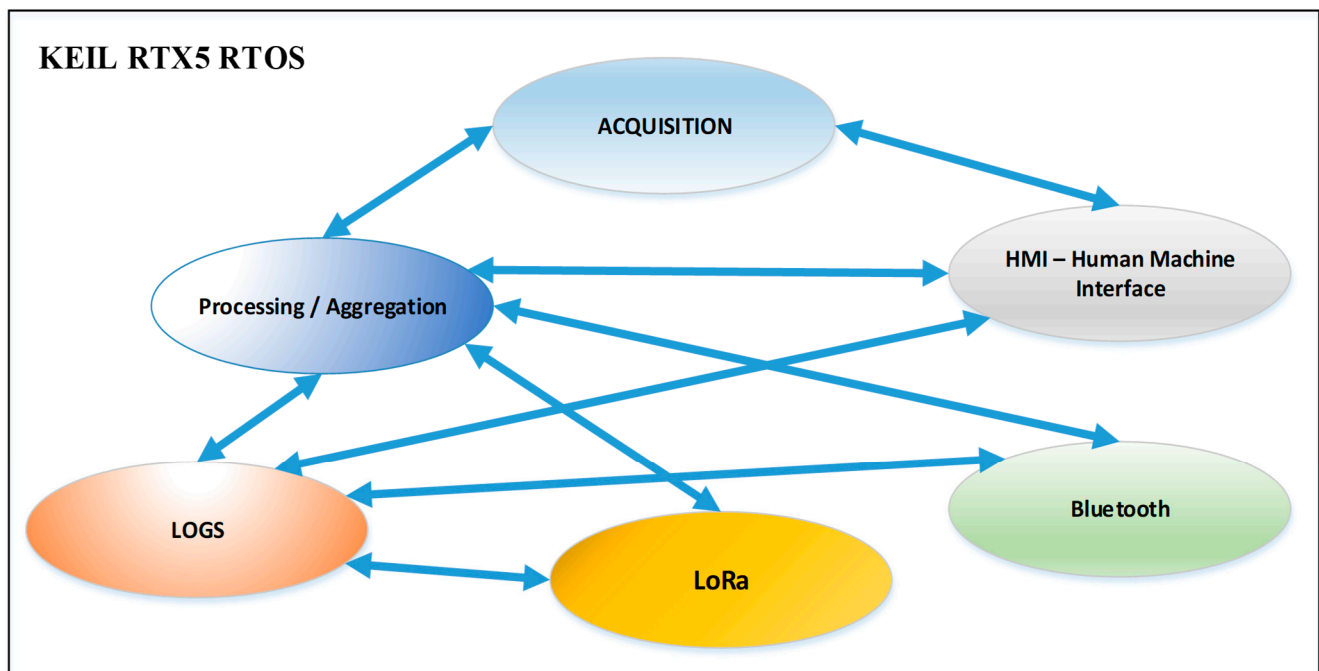 KEIL RTX5 RTOS
ACQUISITION
HMI – Human Machine
Interface
Processing / Aggregation
LOGS
Bluetooth
LoRa